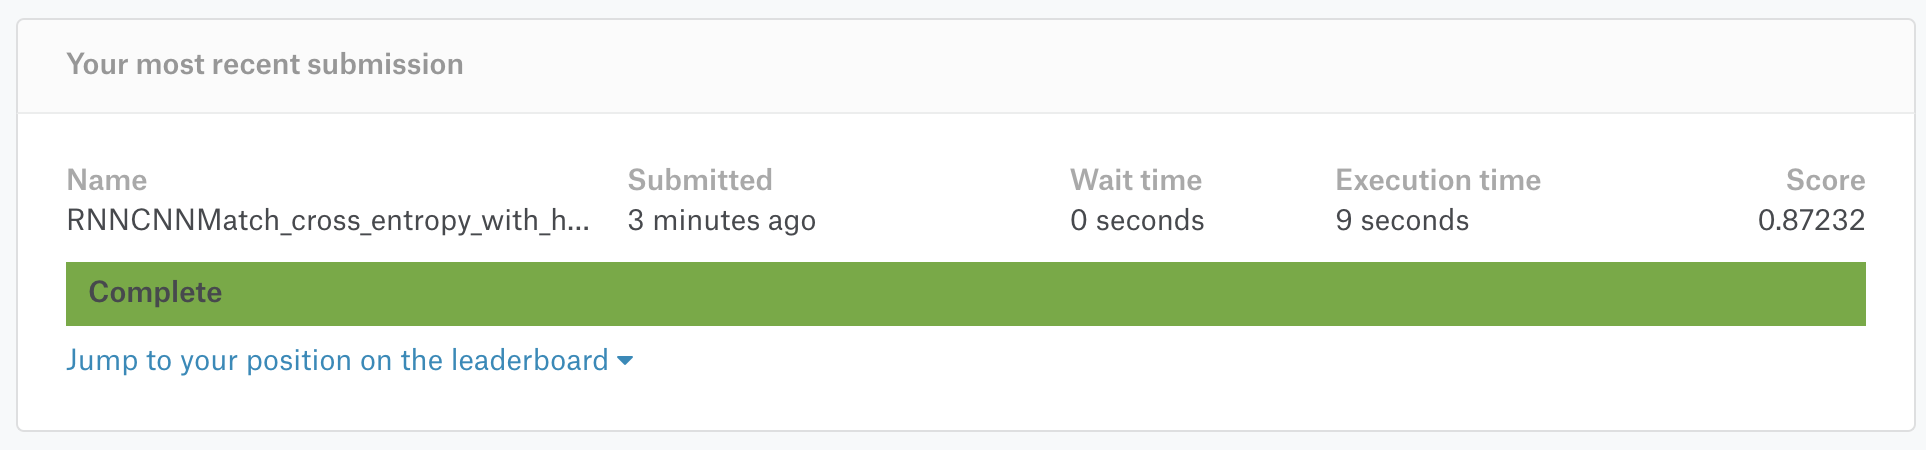 Your most recent submission
Name Submitted Wait time Execution time Score
RNNCNNMatch_cross_entropy_with_h... 3 minutes ago 0 seconds 9 seconds 0.87232
Complete
Jump to your position on the leaderboard